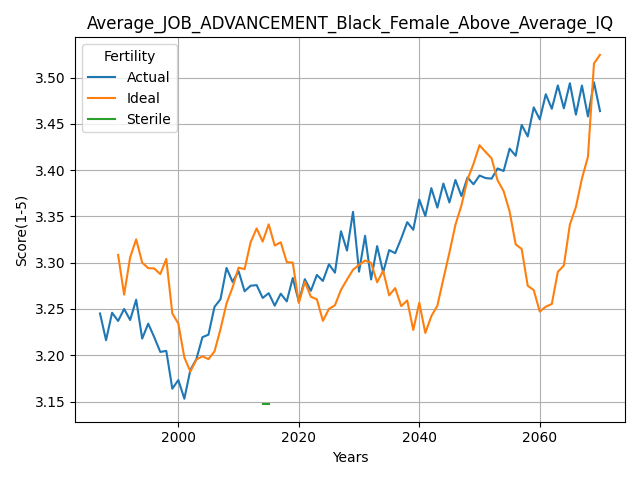 Average_JOB_ADVANCEMENT_Black_Female_Above_Average_IQ
Fertility
Actual
Ideal
Sterile
Score(1-5)
3.50
3.45
3.40
3.35
3.30
3.25
3.20
3.15
2000 2020 2040 2060
Years